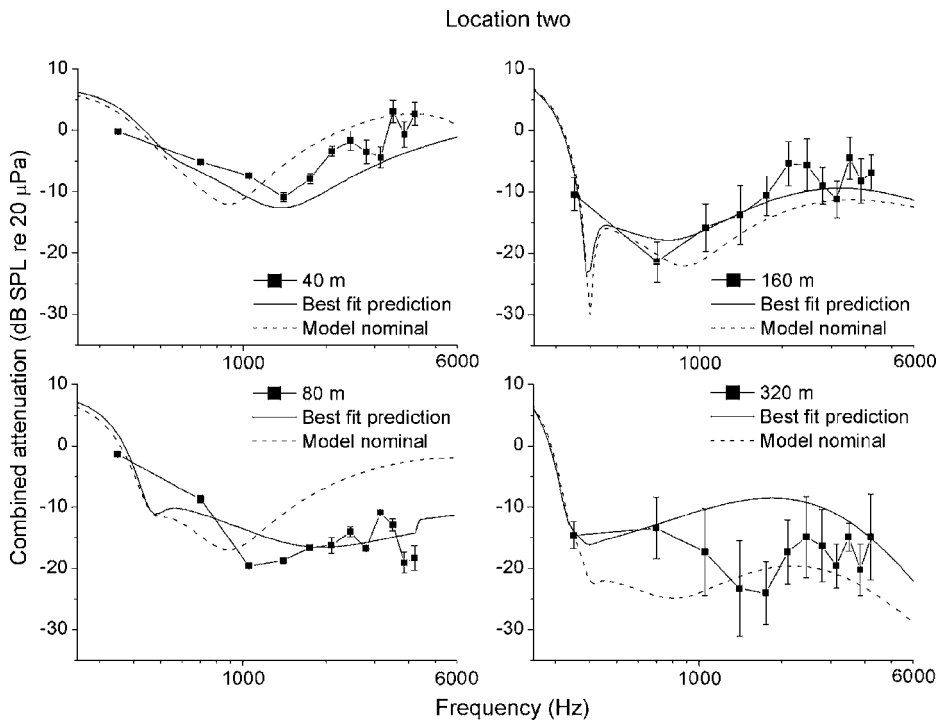 Location two
Combined attenuation (dB SPL re 20 μPa)
10
0
-10
-20
-30
40 m
Best fit prediction
Model nominal
1000
6000
10
0
-10
-20
-30
160 m
Best fit prediction
Model nominal
1000
6000
10
0
-10
-20
-30
80 m
Best fit prediction
Model nominal
1000
6000
10
0
-10
-20
-30
320 m
Best fit prediction
Model nominal
1000
6000
Frequency (Hz)